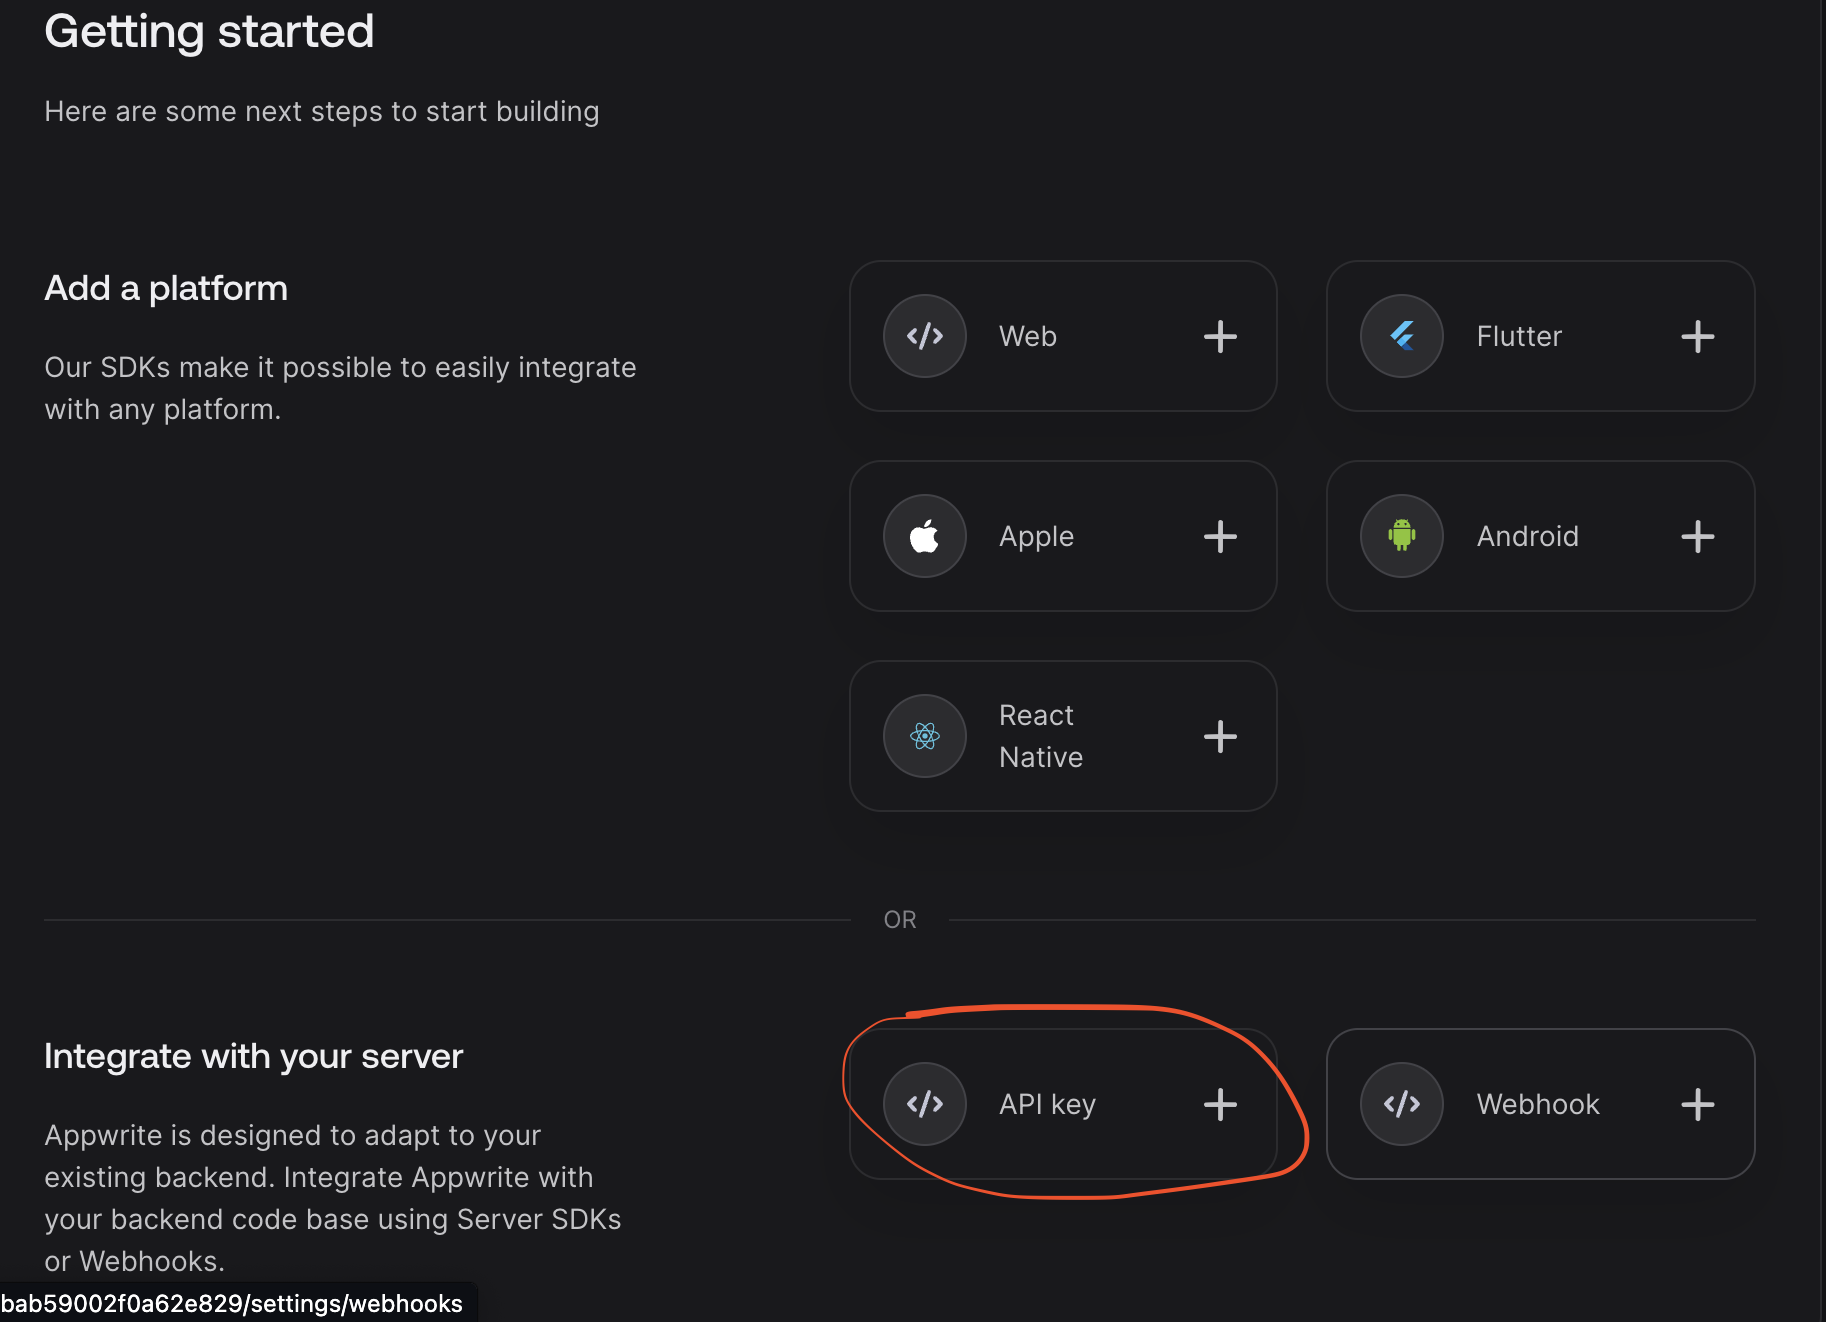 Getting started
Here are some next steps to start building
Add a platform
Our SDKs make it possible to easily integrate
with any platform.
Web
Flutter
Apple
Android
React
Native
OR
Integrate with your server
Appwrite is designed to adapt to your
existing backend. Integrate Appwrite with
your backend code base using Server SDKs
or Webhooks.
API key
Webhook
bab59002f0a62e829/settings/webhooks